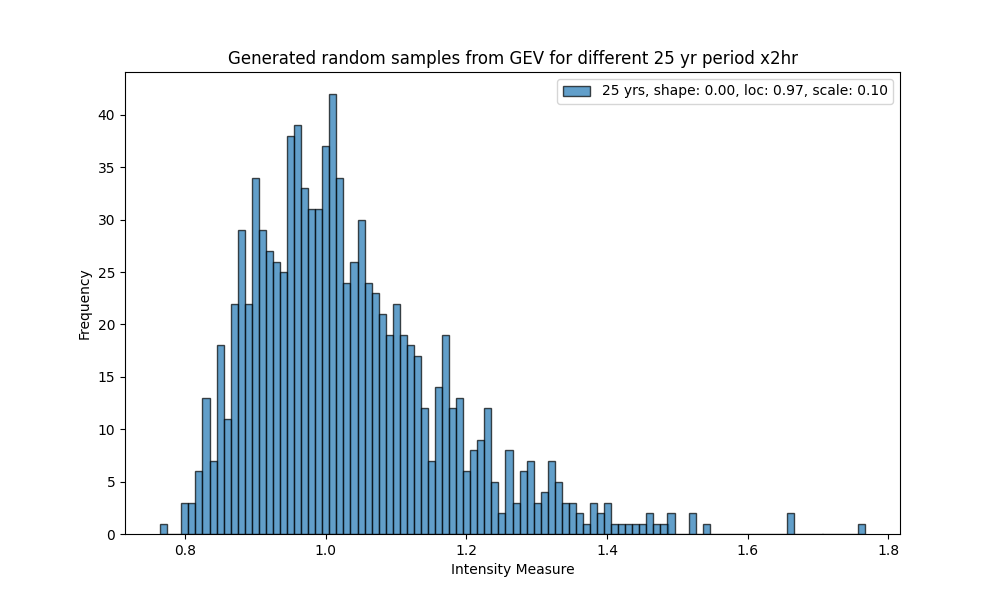 Generated random samples from GEV for different 25 yr period x2hr
25 yrs, shape: 0.00, loc: 0.97, scale: 0.10
Frequency
40
35
30
25
20
15
10
5
0
0.8 1.0 1.2 1.4 1.6 1.8
Intensity Measure